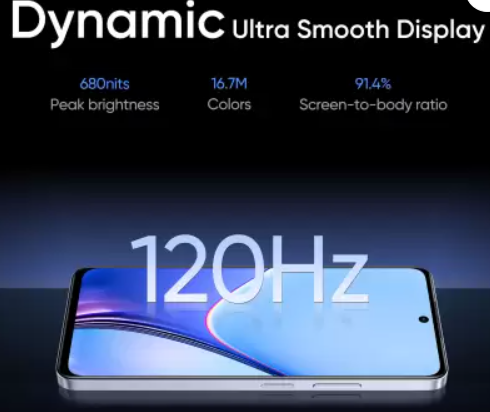 Dynamic Ultra Smooth Display
680nits 16.7M 91.4%
Peak brightness Colors Screen-to-body ratio
120Hz